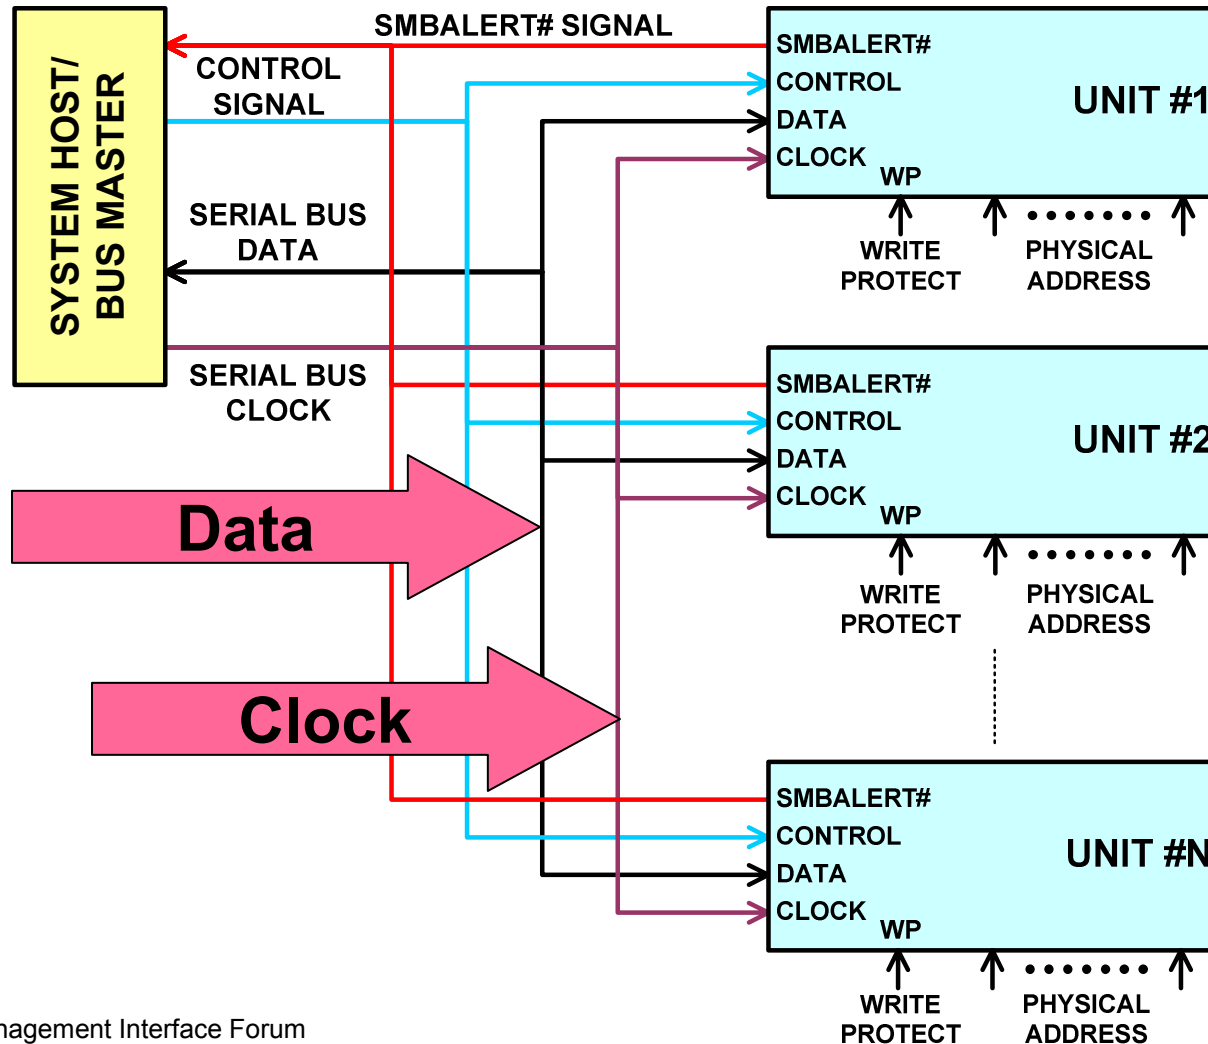 SMBALERT# SIGNAL
SYSTEM HOST/
BUS MASTER
CONTROL
SIGNAL
SERIAL BUS
DATA
SERIAL BUS
CLOCK
SMBALERT#
CONTROL
DATA
CLOCK
WP
UNIT #1
WRITE
PROTECT
PHYSICAL
ADDRESS
SMBALERT#
CONTROL
DATA
CLOCK
WP
UNIT #2
WRITE
PROTECT
PHYSICAL
ADDRESS
Data
Clock
SMBALERT#
CONTROL
DATA
CLOCK
WP
UNIT #N
WRITE
PROTECT
PHYSICAL
ADDRESS
nagement Interface Forum